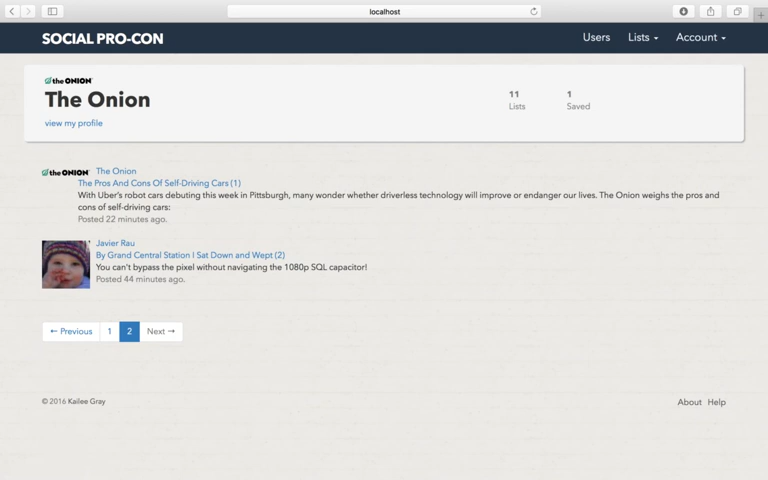 localhost
SOCIAL PRO-CON
Users Lists Account
the ONION
The Onion
view my profile
11
Lists
1
Saved
the ONION
The Onion
The Pros And Cons Of Self-Driving Cars (1)
With Uber's robot cars debuting this week in Pittsburgh, many wonder whether driverless technology will improve or endanger our lives. The Onion weighs the pros and
cons of self-driving cars:
Posted 22 minutes ago.
Javier Rau
By Grand Central Station I Sat Down and Wept (2)
You can't bypass the pixel without navigating the 1080p SQL capacitor!
Posted 44 minutes ago.
← Previous 1 2 Next →
© 2016 Kailee Gray
About Help